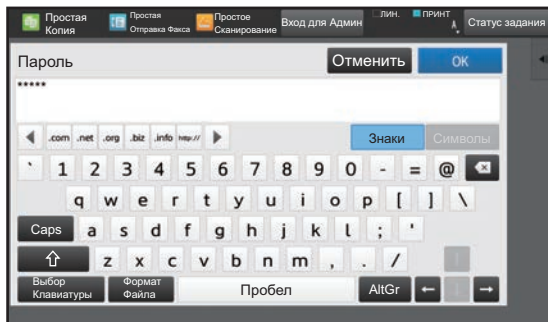 Простая
Копия
Простая
Отправка Факса
Простое
Сканирование
Вход для Админ
ЛИН.
ПРИНТ
Статус задания
Пароль
Отменить
OK
*****
.com .net .org .biz .info http://
Знаки
Символы
` 1 2 3 4 5 6 7 8 9 0 - = @
q w e r t y u i o p [ ] \
Caps a s d f g h j k l ; '
z x c v b n m , . /
Выбор
Клавиатуры
Формат
Файла
Пробел
AltGr